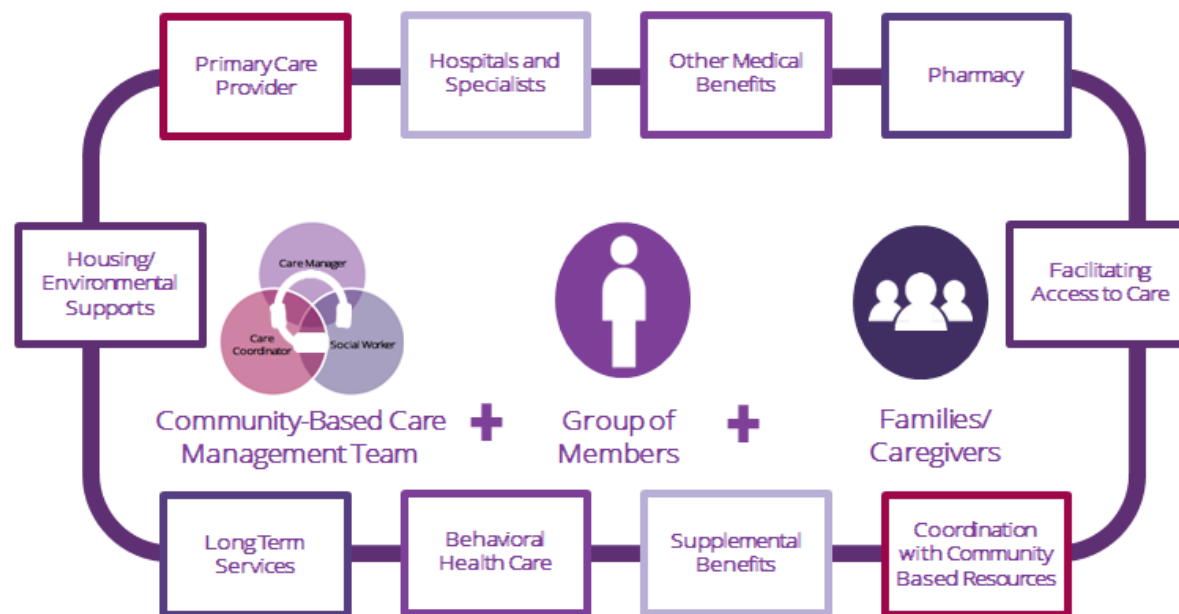 Primary Care
Provider
Hospitals and
Specialists
Other Medical
Benefits
Pharmacy
Housing/
Environmental
Supports
Care Manager
Care
Coordinator
Social Worker
Facilitating
Access to Care
Community-Based Care
Management Team
+
Group of
Members
+
Families/
Caregivers
Long Term
Services
Behavioral
Health Care
Supplemental
Benefits
Coordination
with Community
Based Resources